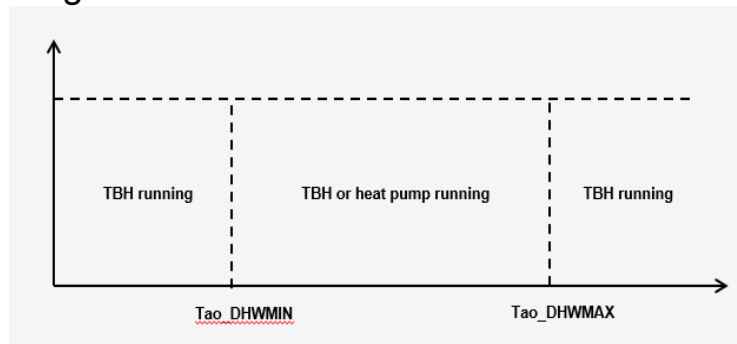 TBH running
TBH or heat pump running
TBH running
Tao_DHWMIN
Tao_DHWMAX